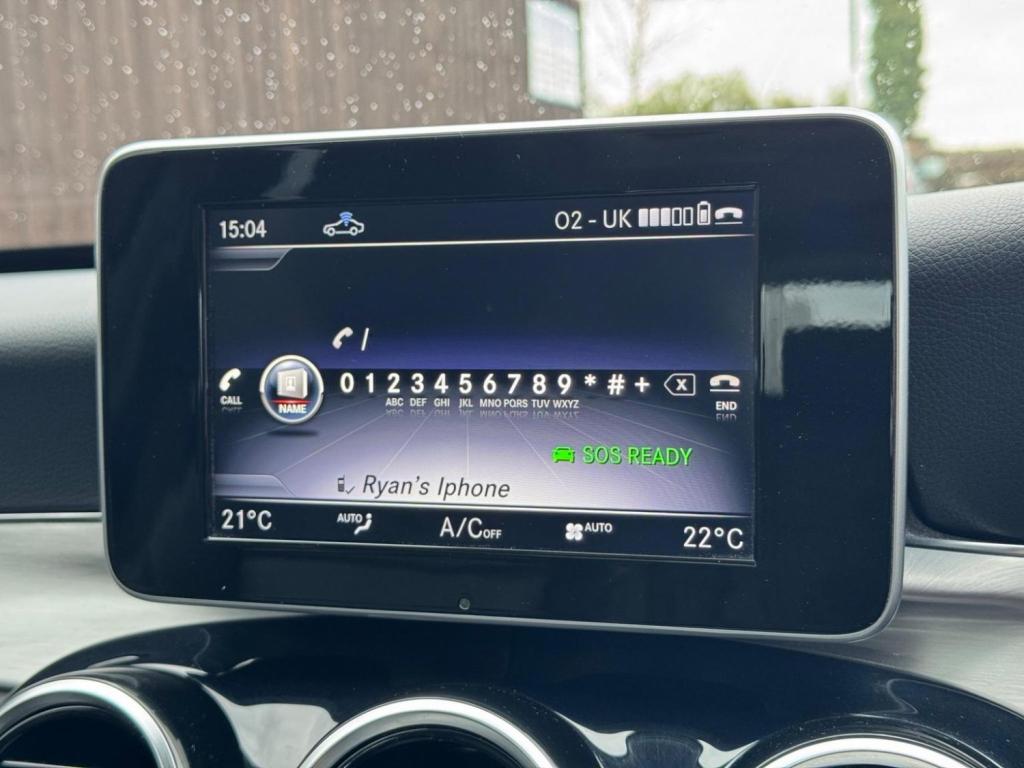 15:04 O2 - UK
CALL NAME 0 1 2 3 4 5 6 7 8 9 * # + X END
ABC DEF GHI JKL MNO PQRS TUV WXYZ
SOS READY
Ryan's Iphone
21°C AUTO A/C OFF AUTO 22°C